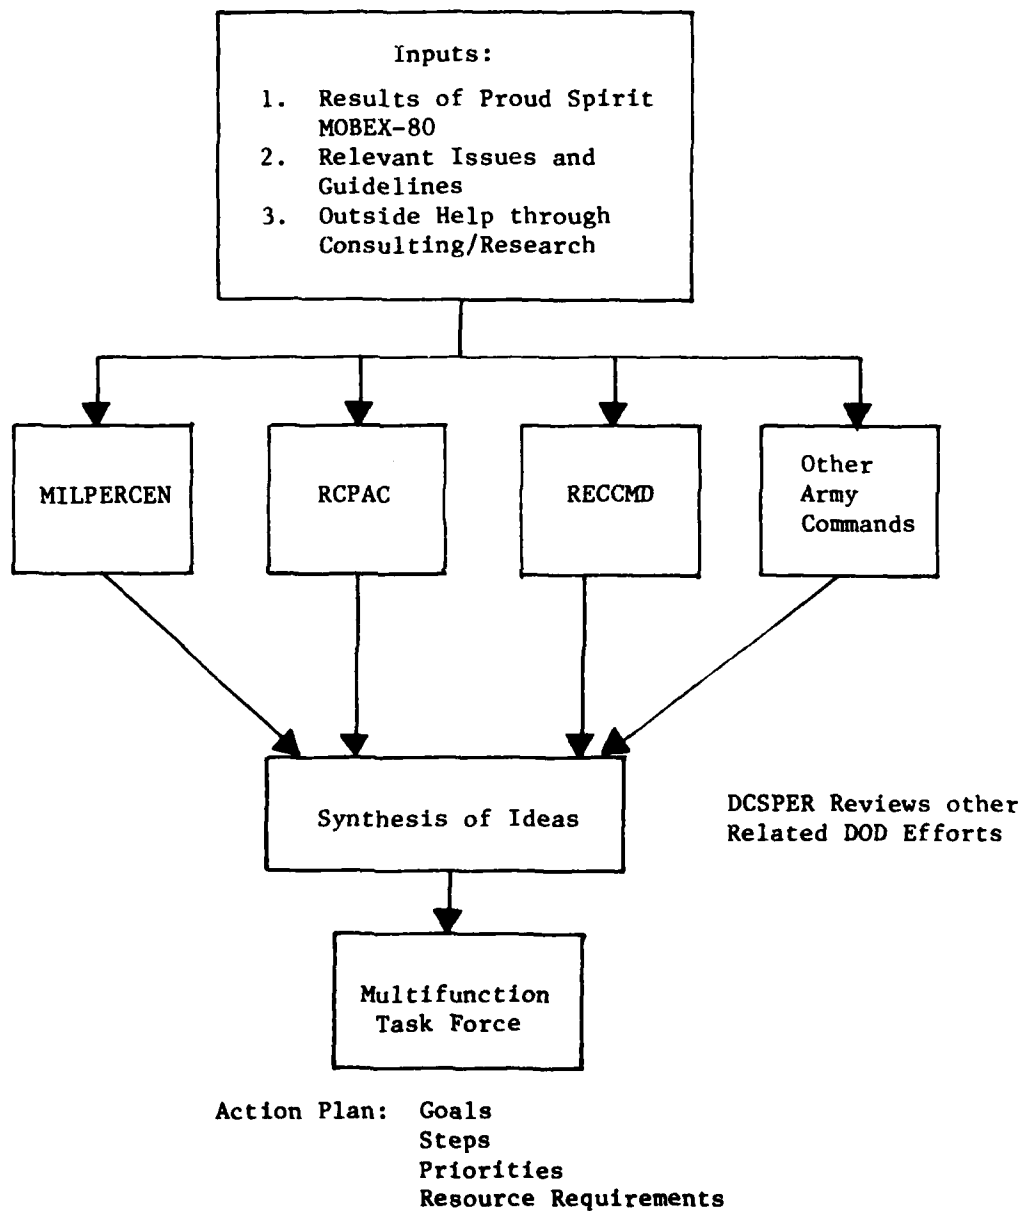 Inputs:
1. Results of Proud Spirit
MOBEX-80
2. Relevant Issues and
Guidelines
3. Outside Help through
Consulting/Research
MILPERCEN
RCPAC
RECCMD
Other
Army
Commands
Synthesis of Ideas
DCSPER Reviews other
Related DOD Efforts
Multifunction
Task Force
Action Plan: Goals
Steps
Priorities
Resource Requirements